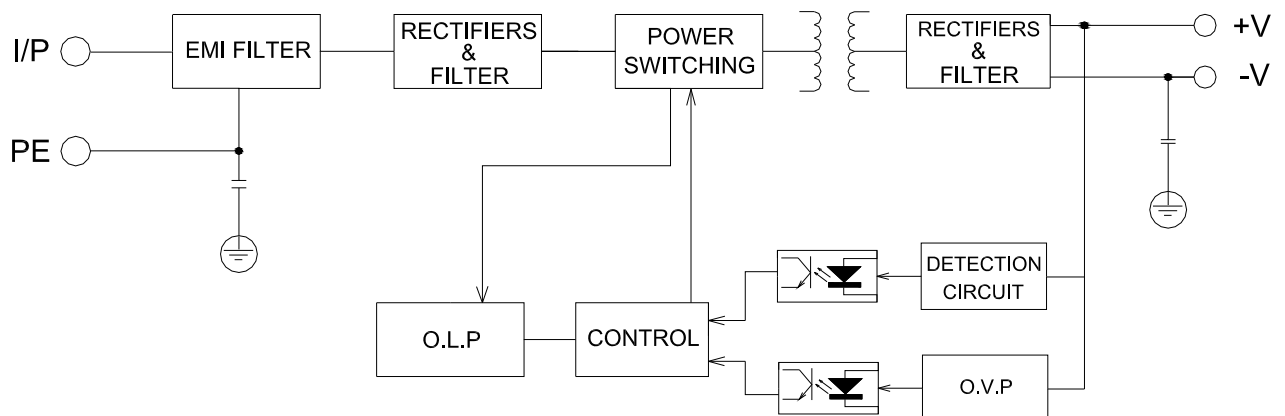 I/P
EMI FILTER
RECTIFIERS
&
FILTER
POWER
SWITCHING
RECTIFIERS
&
FILTER
+V
-V
PE
DETECTION
CIRCUIT
O.L.P
CONTROL
O.V.P